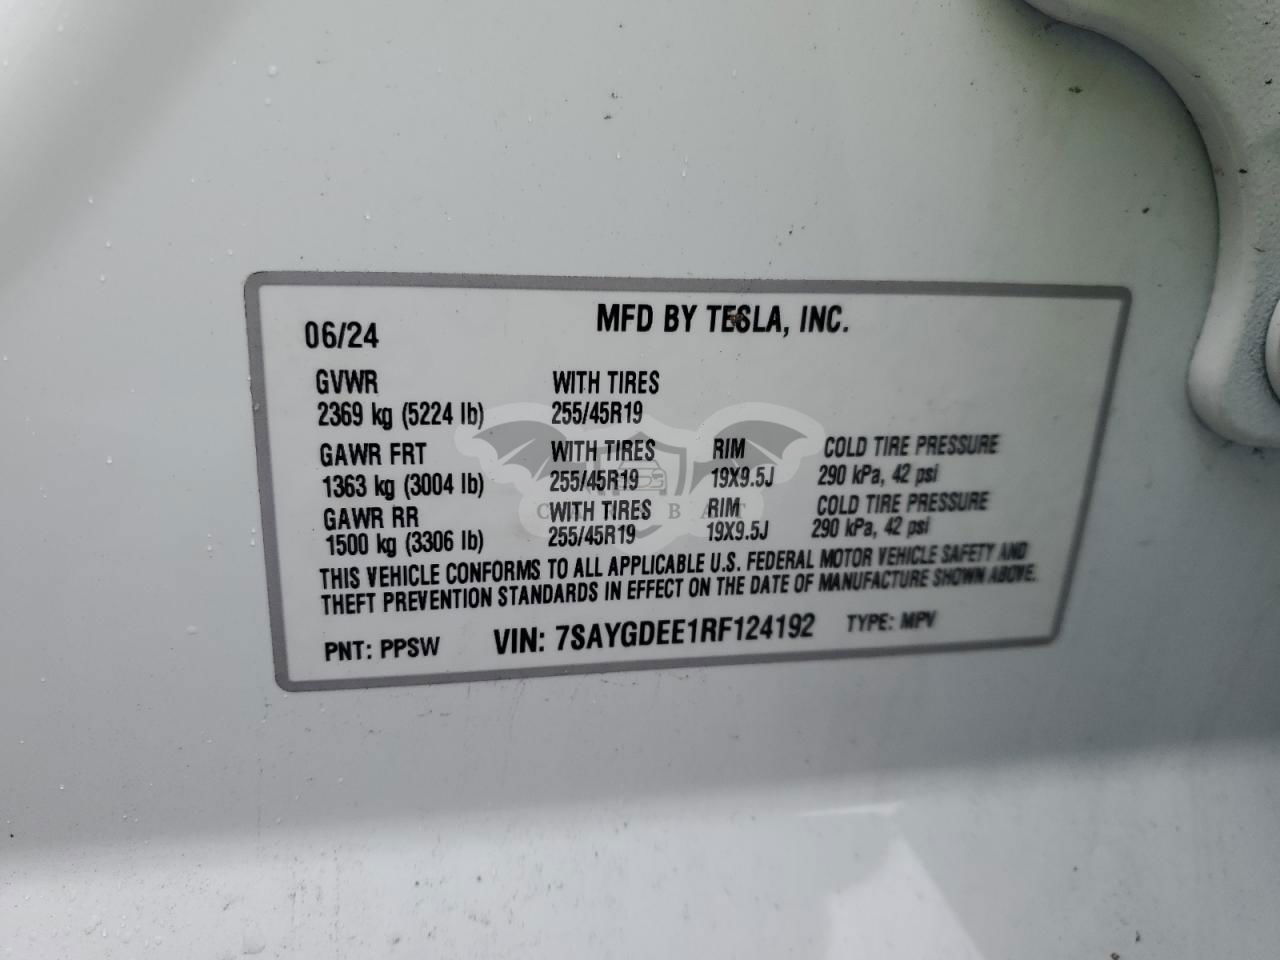 06/24 MFD BY TESLA, INC.
GVWR WITH TIRES
2369 kg (5224 lb) 255/45R19
GAWR FRT WITH TIRES RIM COLD TIRE PRESSURE
1363 kg (3004 lb) 255/45R19 19X9.5J 290 kPa, 42 psi
GAWR RR WITH TIRES RIM COLD TIRE PRESSURE
1500 kg (3306 lb) 255/45R19 19X9.5J 290 kPa, 42 psi
THIS VEHICLE CONFORMS TO ALL APPLICABLE U.S. FEDERAL MOTOR VEHICLE SAFETY AND
THEFT PREVENTION STANDARDS IN EFFECT ON THE DATE OF MANUFACTURE SHOWN ABOVE.
PNT: PPSW VIN: 7SAYGDEE1RF124192 TYPE: MPV